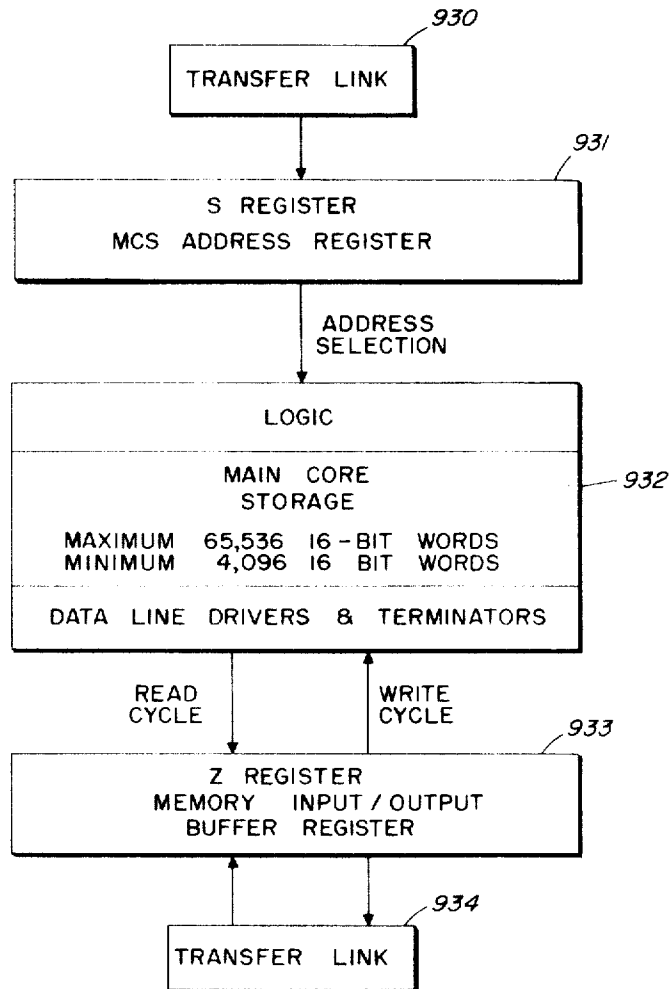 930
TRANSFER LINK
931
S REGISTER
MCS ADDRESS REGISTER
ADDRESS
SELECTION
LOGIC
MAIN CORE
STORAGE
932
MAXIMUM 65,536 16-BIT WORDS
MINIMUM 4,096 16 BIT WORDS
DATA LINE DRIVERS & TERMINATORS
READ
CYCLE
WRITE
CYCLE
933
Z REGISTER
MEMORY INPUT/OUTPUT
BUFFER REGISTER
934
TRANSFER LINK